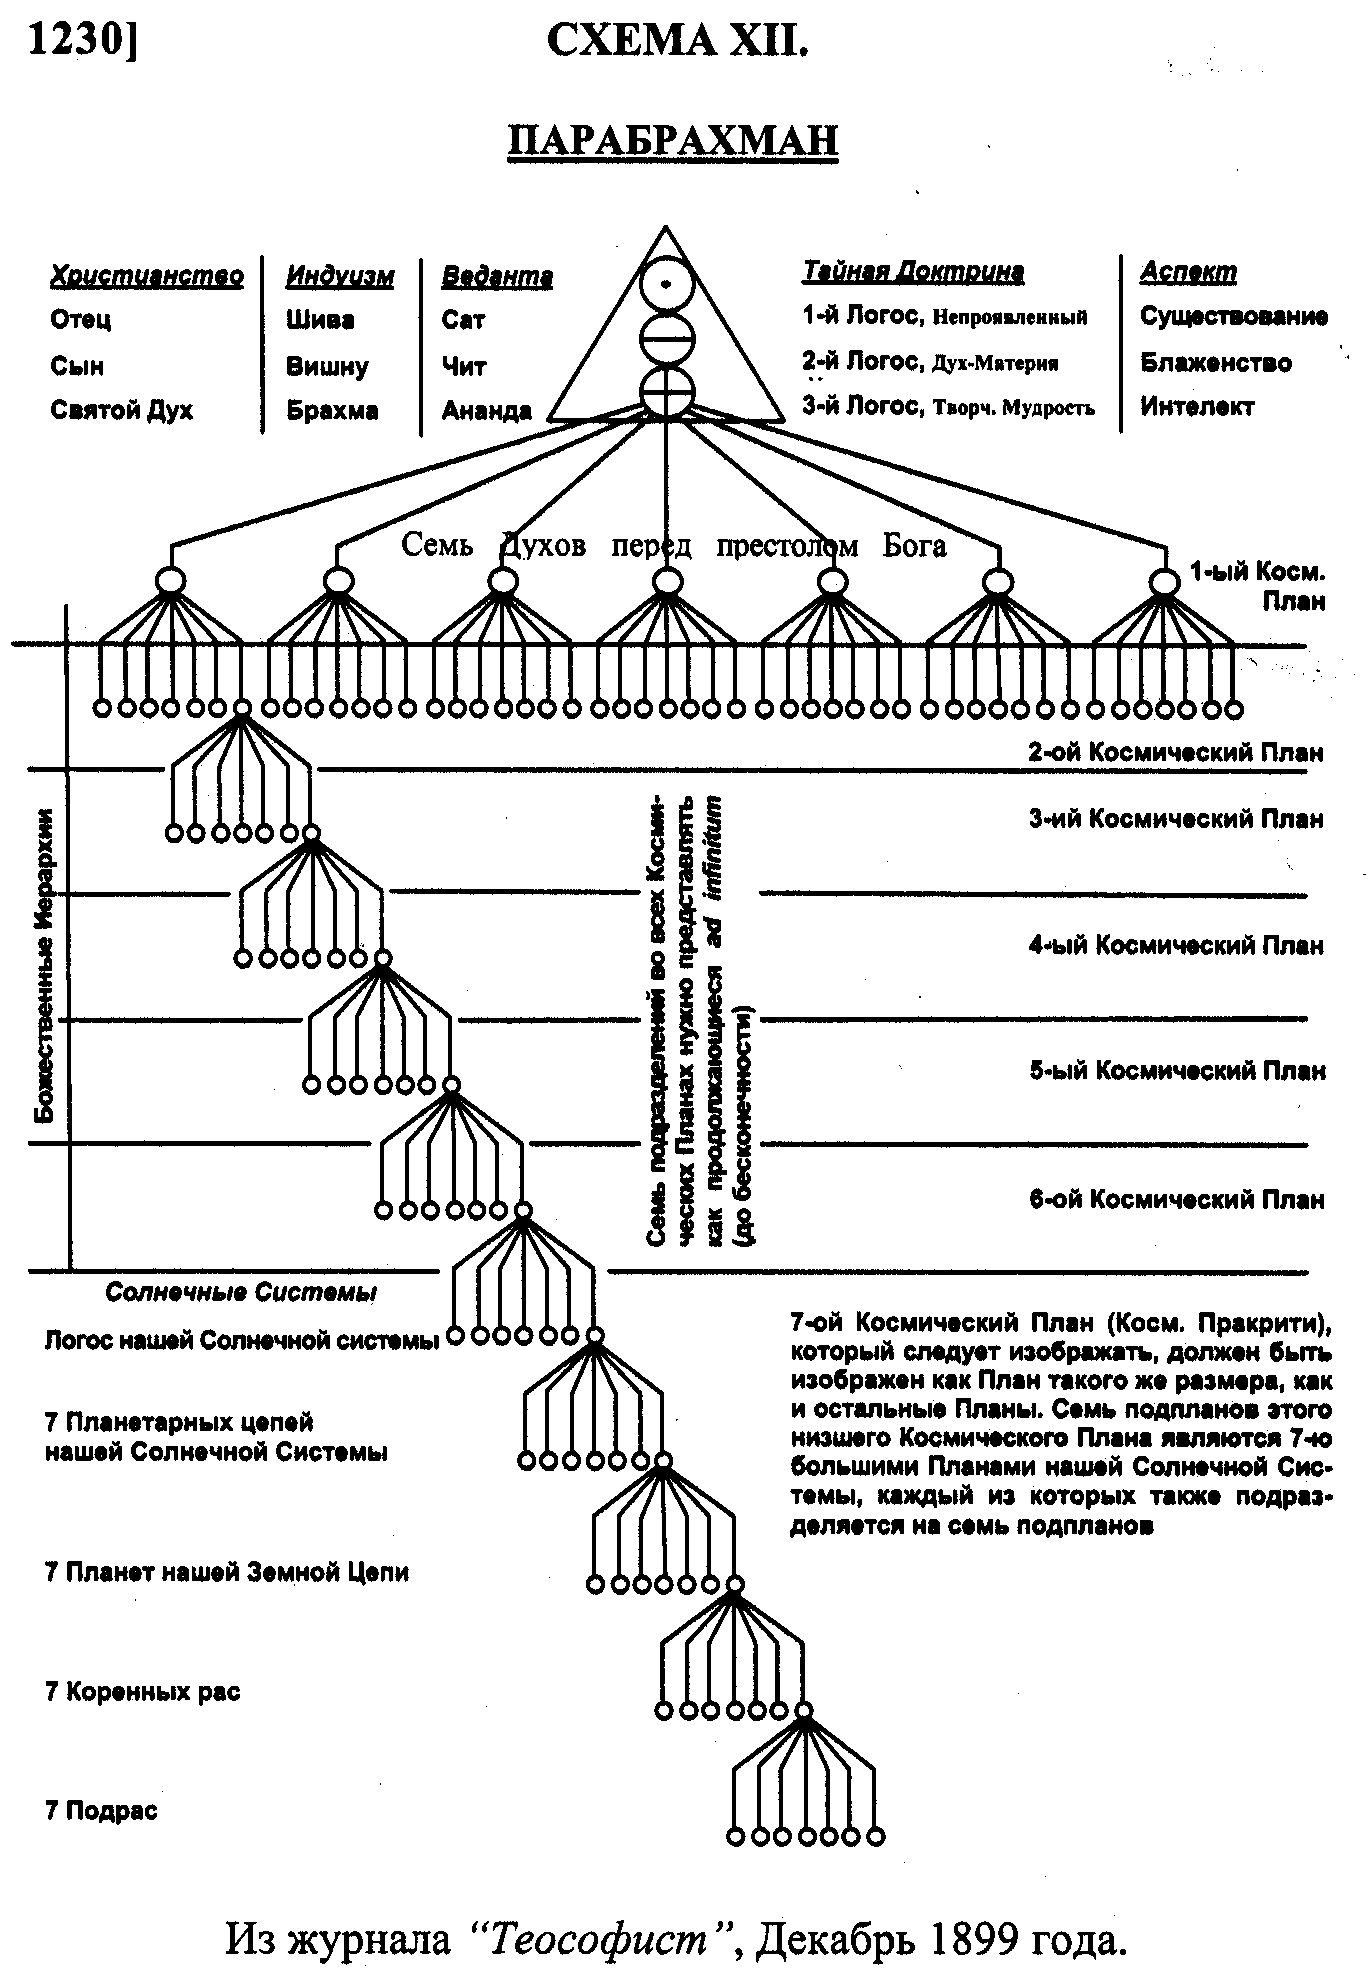 1230]
СХЕМА XII.
ПАРАБРАХМАН
Христианство
Индуизм
Веданта
Тайная Доктрина
Аспект
Отец
Шива
Сат
1-й Логос, Непроявленный
Существование
Сын
Вишну
Чит
2-й Логос, Дух-Материя
Блаженство
Святой Дух
Брахма
Ананда
3-й Логос, Творч. Мудрость
Интелект
Семь Духов перед престолом Бога
1-ый Косм.
План
2-ой Космический План
3-ий Космический План
4-ый Космический План
5-ый Космический План
6-ой Космический План
Божественные Иерархии
Семь подразделений во всех Косми-
ческих Планах нужно представлять
как продолжающиеся ad infinitum
(до бесконечности)
Солнечные Системы
Логос нашей Солнечной системы
7 Планетарных цепей
нашей Солнечной Системы
7 Планет нашей Земной Цепи
7 Коренных рас
7 Подрас
7-ой Космический План (Косм. Пракрити),
который следует изображать, должен быть
изображен как План такого же размера, как
и остальные Планы. Семь подпланов этого
низшего Космического Плана являются 7-ю
большими Планами нашей Солнечной Сис-
темы, каждый из которых также подраз-
деляется на семь подпланов
Из журнала “Теософист”, Декабрь 1899 года.